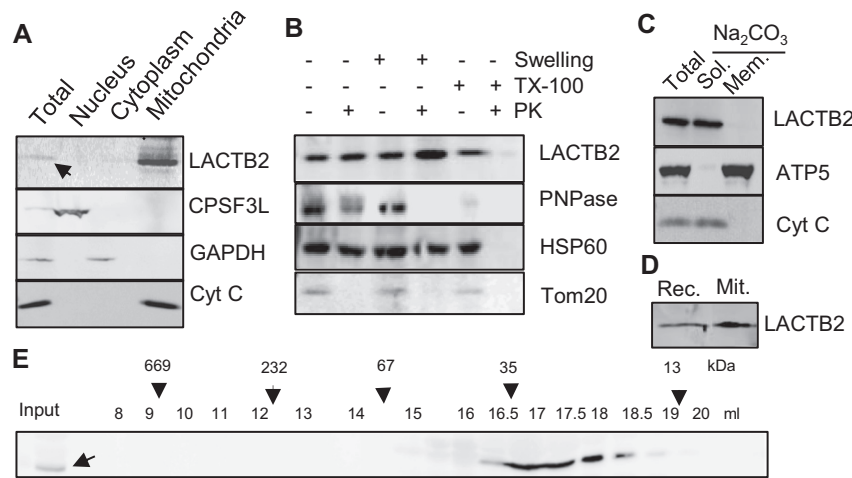 A
Total
Nucleus
Cytoplasm
Mitochondria
LACTB2
CPSF3L
GAPDH
Cyt C
B
- - + + - - Swelling
- - - - + + TX-100
- + - + - + PK
LACTB2
PNPase
HSP60
Tom20
C
Na2CO3
Total
Sol.
Mem.
LACTB2
ATP5
Cyt C
D
Rec. Mit.
LACTB2
E
669 232 67 35 13 kDa
Input 8 9 10 11 12 13 14 15 16 16.5 17 17.5 18 18.5 19 20 ml